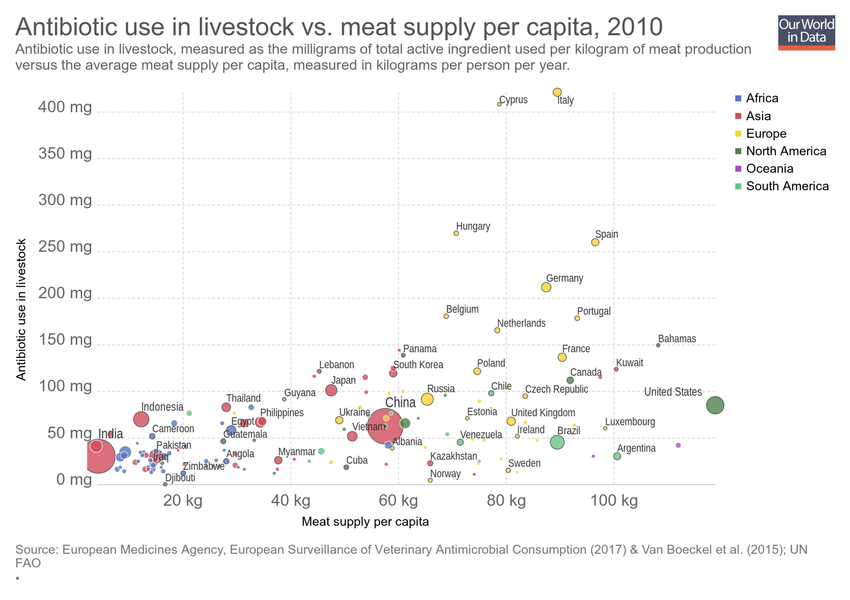 Antibiotic use in livestock vs. meat supply per capita, 2010
Our World
in Data
Antibiotic use in livestock, measured as the milligrams of total active ingredient used per kilogram of meat production
versus the average meat supply per capita, measured in kilograms per person per year.
400 mg
350 mg
300 mg
250 mg
200 mg
150 mg
100 mg
50 mg
0 mg
Antibiotic use in livestock
Cyprus
Italy
Hungary
Spain
Germany
Belgium
Portugal
Netherlands
Bahamas
Panama
France
Lebanon
South Korea
Poland
Kuwait
Japan
Canada
Guyana
Russia
Chile
Czech Republic
United States
Thailand
China
Indonesia
Philippines
Ukraine
Estonia
United Kingdom
Egypt
Cameroon
Vietnam
Luxembourg
India
Guatemala
Venezuela
Ireland
Brazil
Pakistan
Albania
Iraq
Angola
Myanmar
Kazakhstan
Argentina
Zimbabwe
Cuba
Sweden
Djibouti
Norway
20 kg
40 kg
60 kg
80 kg
100 kg
Meat supply per capita
Africa
Asia
Europe
North America
Oceania
South America
Source: European Medicines Agency, European Surveillance of Veterinary Antimicrobial Consumption (2017) & Van Boeckel et al. (2015); UN
FAO
•